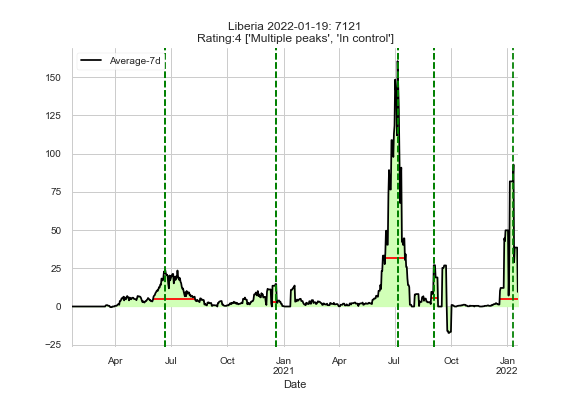 Liberia 2022-01-19: 7121
Rating:4 ['Multiple peaks', 'In control']
Average-7d
150
125
100
75
50
25
0
−25
Apr Jul Oct Jan Apr Jul Oct Jan
2021 2022
Date